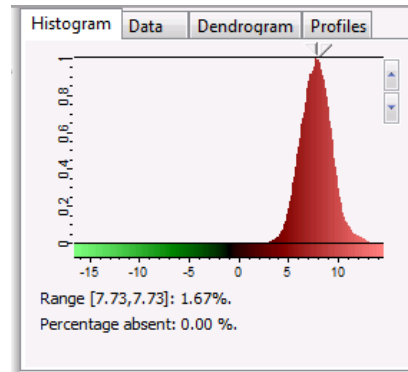 Histogram Data Dendrogram Profiles
1
0.8
0.6
0.4
0.2
0
-15 -10 -5 0 5 10
Range [7.73,7.73]: 1.67%.
Percentage absent: 0.00 %.